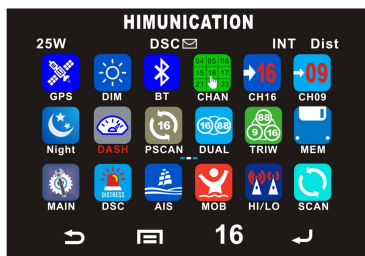 HIMUNICATION
25W DSC INT Dist
04 05 06
15 16 17
21 23
16 09
GPS DIM BT CHAN CH16 CH09
16 16 88 88
9 16
Night DASH PSCAN DUAL TRIW MEM
DISTRESS
MAIN DSC AIS MOB HI/LO SCAN
16